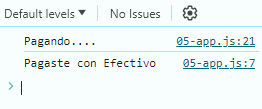 Default levels ▼ No Issues
Pagando.... 05-app.js:21
Pagaste con Efectivo 05-app.js:7
>